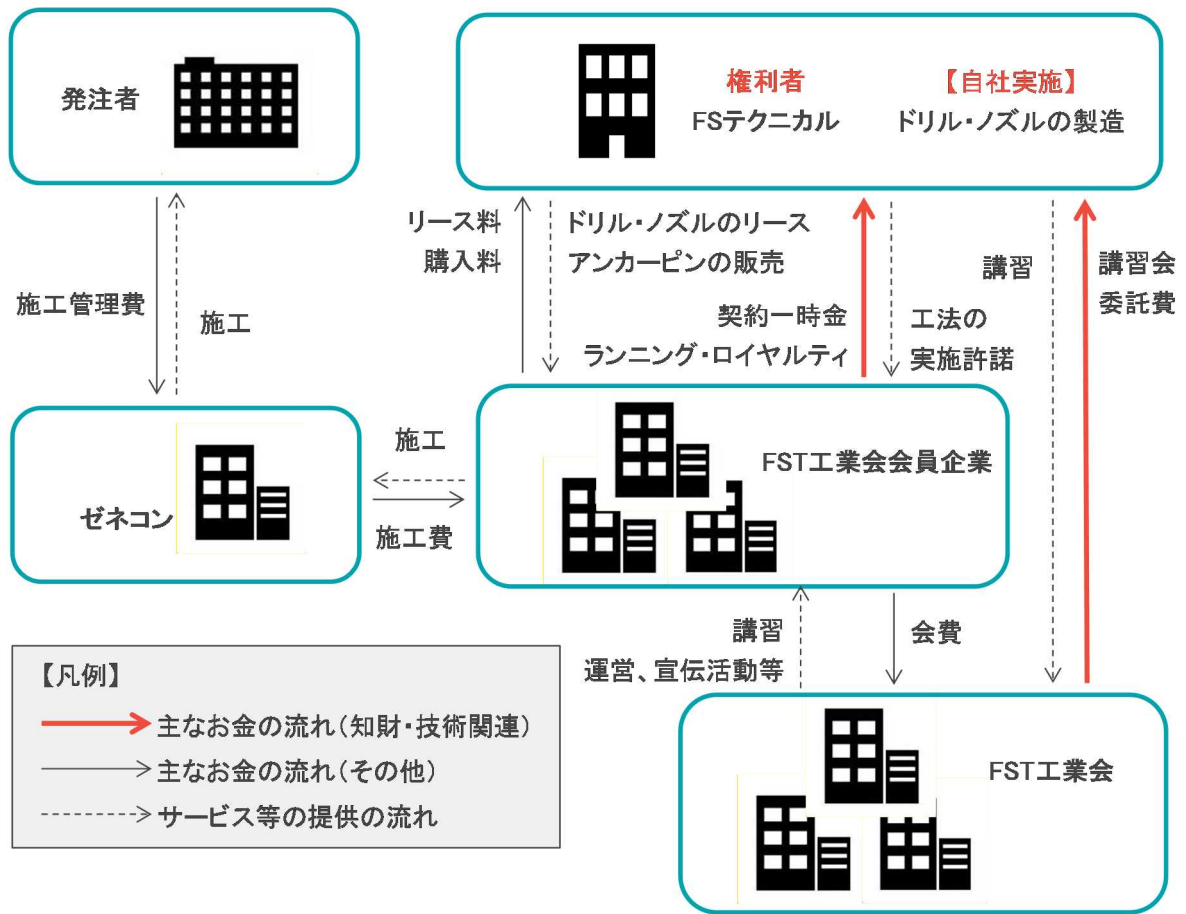 発注者
権利者
FSテクニカル
【自社実施】
ドリル・ノズルの製造
施工管理費
施工
リース料
購入料
ドリル・ノズルのリース
アンカーピンの販売
契約一時金
ランニング・ロイヤルティ
工法の
実施許諾
講習
講習会
委託費
ゼネコン
施工
施工費
FST工業会会員企業
講習
運営、宣伝活動等
会費
FST工業会
【凡例】
主なお金の流れ(知財・技術関連)
主なお金の流れ(その他)
サービス等の提供の流れ